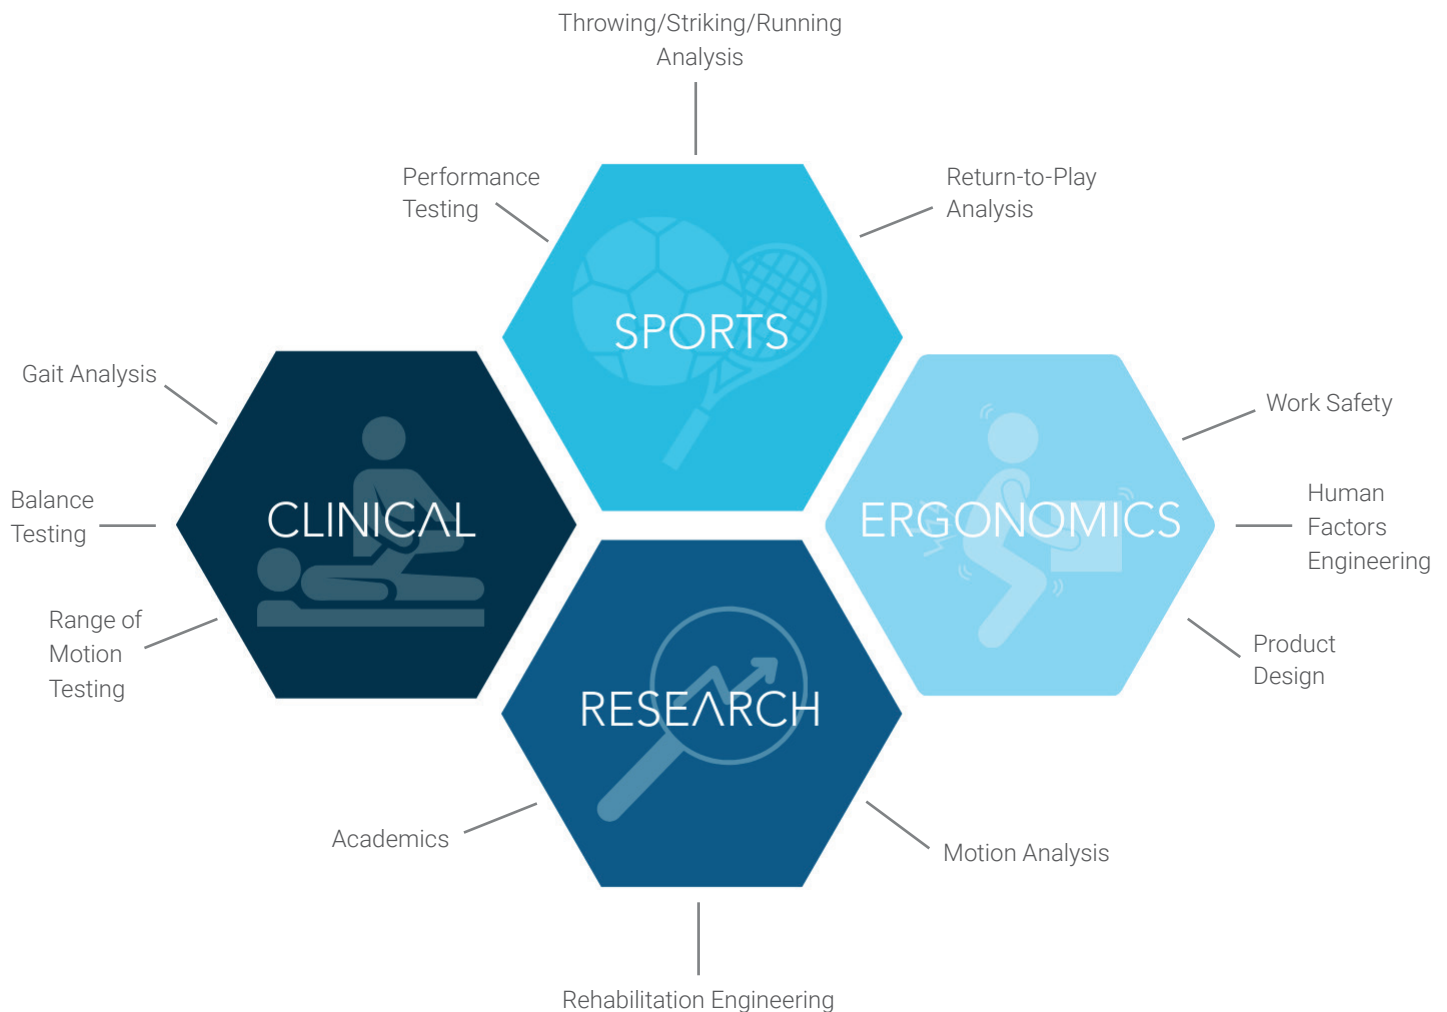 Throwing/Striking/Running
Analysis
Performance
Testing
Return-to-Play
Analysis
SPORTS
Gait Analysis
Balance
Testing
Range of
Motion
Testing
CLINICAL
ERGONOMICS
Work Safety
Human
Factors
Engineering
Product
Design
RESEARCH
Academics
Motion Analysis
Rehabilitation Engineering